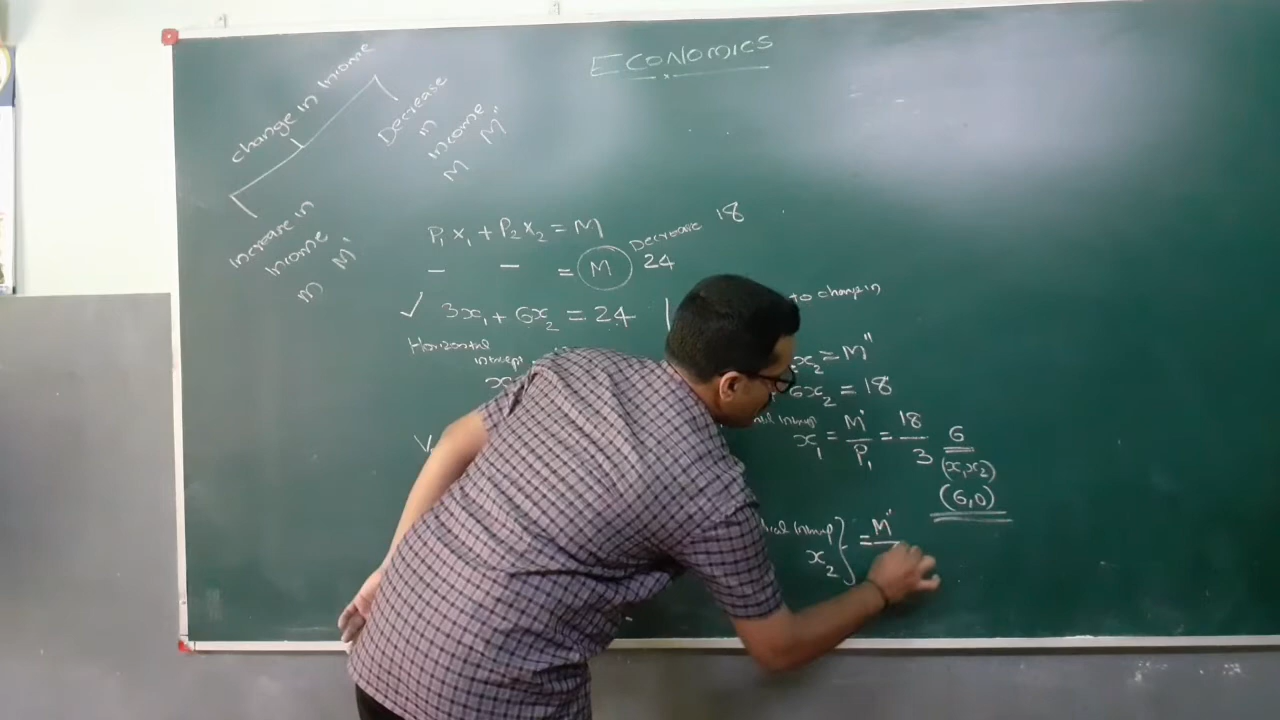 ECONOMICS
change in Income
Decrease
in
Income
M M"
Increase in
Income
M M'
P₁x₁ + P₂x₂ = M
Decrease 18
— — = M 24
✓ 3x₁ + 6x₂ = 24
Horizontal
intercept
to change in
x₂ = M"
6x₂ = 18
x₁ = M'/P₁ = 18/3 6
(x₁,x₂)
(6,0)
x₂ } = M"